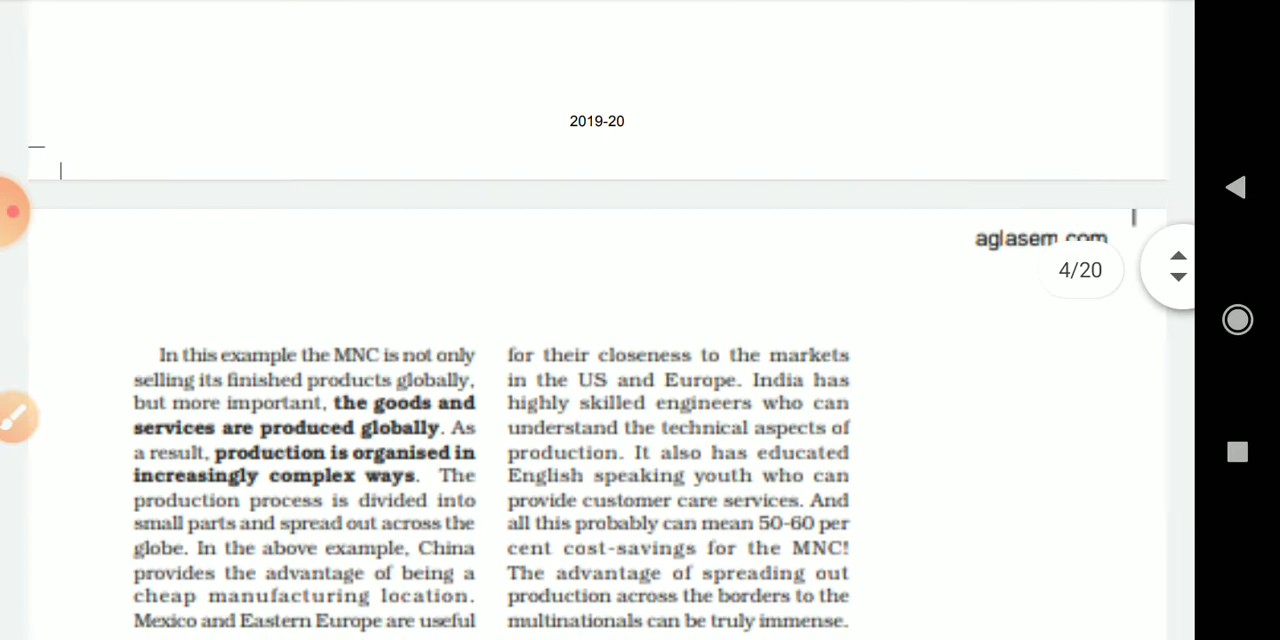 2019-20
aglasem.com
4/20
In this example the MNC is not only
selling its finished products globally,
but more important, the goods and
services are produced globally. As
a result, production is organised in
increasingly complex ways. The
production process is divided into
small parts and spread out across the
globe. In the above example, China
provides the advantage of being a
cheap manufacturing location.
Mexico and Eastern Europe are useful
for their closeness to the markets
in the US and Europe. India has
highly skilled engineers who can
understand the technical aspects of
production. It also has educated
English speaking youth who can
provide customer care services. And
all this probably can mean 50-60 per
cent cost-savings for the MNC!
The advantage of spreading out
production across the borders to the
multinationals can be truly immense.